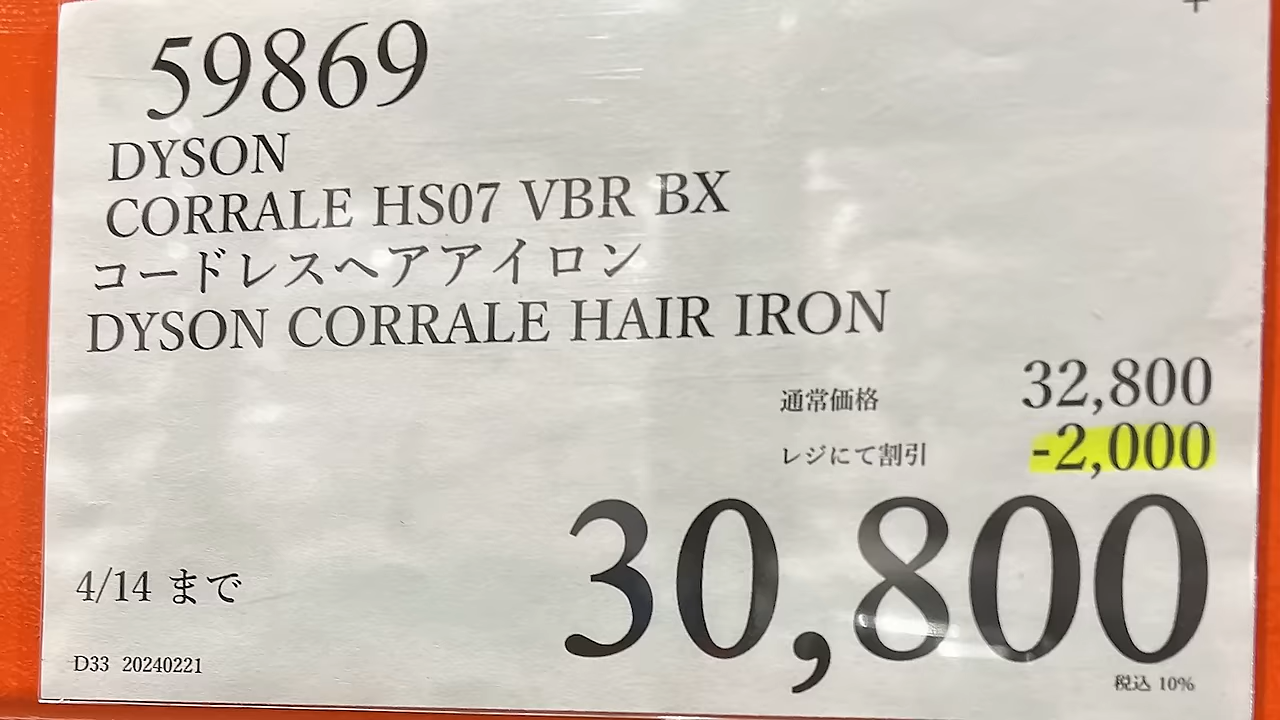 59869
DYSON
CORRALE HS07 VBR BX
コードレスヘアアイロン
DYSON CORRALE HAIR IRON
通常価格 32,800
レジにて割引 -2,000
30,800
4/14 まで
D33 20240221
税込 10%